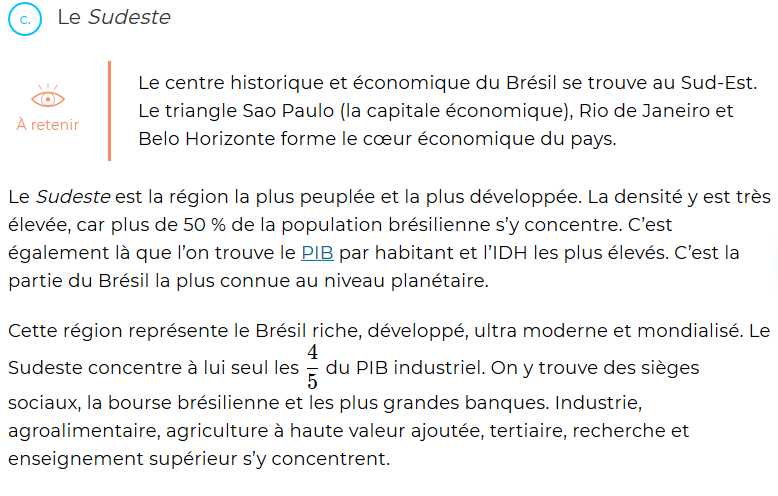 c. Le Sudeste
Le centre historique et économique du Brésil se trouve au Sud-Est.
Le triangle Sao Paulo (la capitale économique), Rio de Janeiro et
Belo Horizonte forme le cœur économique du pays.
À retenir
Le Sudeste est la région la plus peuplée et la plus développée. La densité y est très
élevée, car plus de 50 % de la population brésilienne s’y concentre. C’est
également là que l’on trouve le PIB par habitant et l’IDH les plus élevés. C’est la
partie du Brésil la plus connue au niveau planétaire.
Cette région représente le Brésil riche, développé, ultra moderne et mondialisé. Le
Sudeste concentre à lui seul les 4/5 du PIB industriel. On y trouve des sièges
sociaux, la bourse brésilienne et les plus grandes banques. Industrie,
agroalimentaire, agriculture à haute valeur ajoutée, tertiaire, recherche et
enseignement supérieur s’y concentrent.